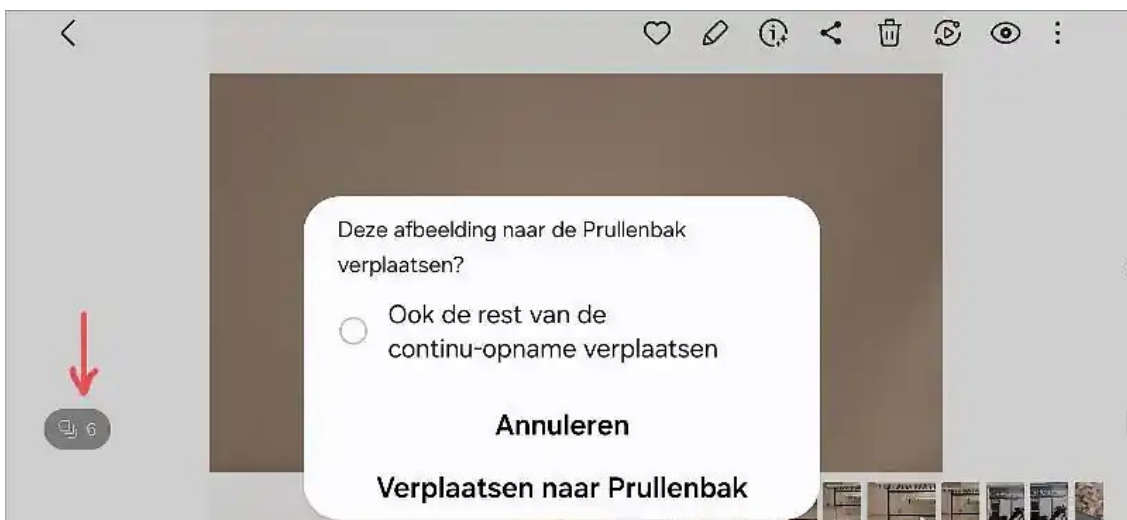 Deze afbeelding naar de Prullenbak
verplaatsen?
Ook de rest van de
continu-opname verplaatsen
6
Annuleren
Verplaatsen naar Prullenbak